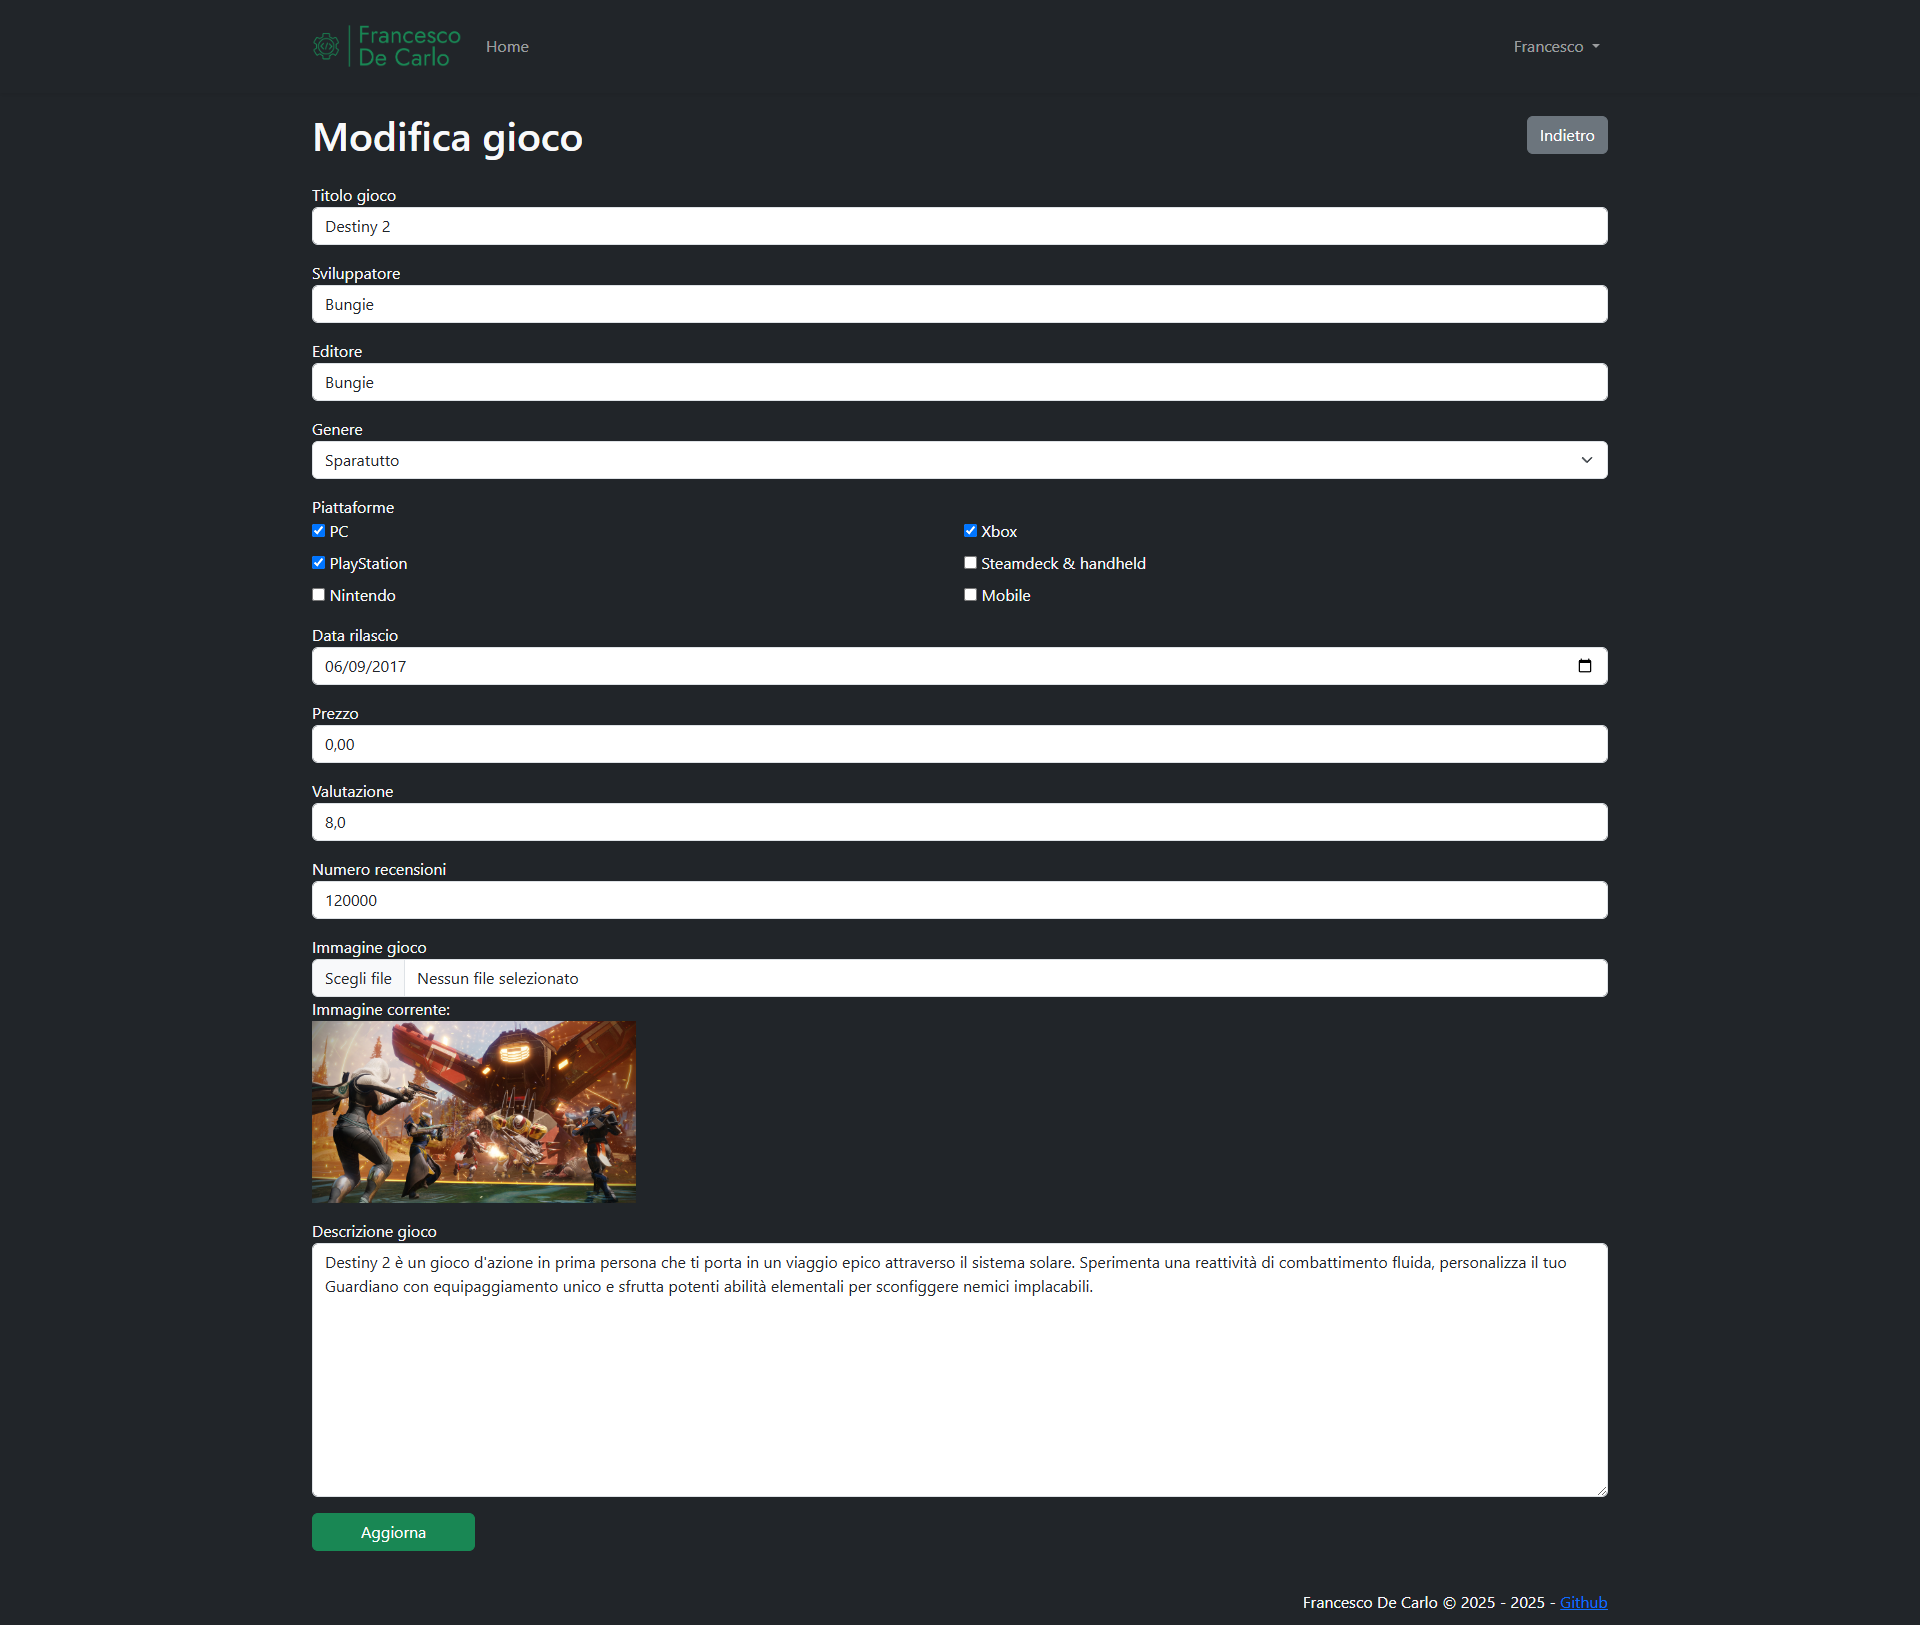 Francesco
De Carlo
Home
Francesco
Modifica gioco
Indietro
Titolo gioco
Destiny 2
Sviluppatore
Bungie
Editore
Bungie
Genere
Sparatutto
Piattaforme
PC
Xbox
PlayStation
Steamdeck & handheld
Nintendo
Mobile
Data rilascio
06/09/2017
Prezzo
0,00
Valutazione
8,0
Numero recensioni
120000
Immagine gioco
Scegli file Nessun file selezionato
Immagine corrente:
Descrizione gioco
Destiny 2 è un gioco d'azione in prima persona che ti porta in un viaggio epico attraverso il sistema solare. Sperimenta una reattività di combattimento fluida, personalizza il tuo
Guardiano con equipaggiamento unico e sfrutta potenti abilità elementali per sconfiggere nemici implacabili.
Aggiorna
Francesco De Carlo © 2025 - 2025 - Github